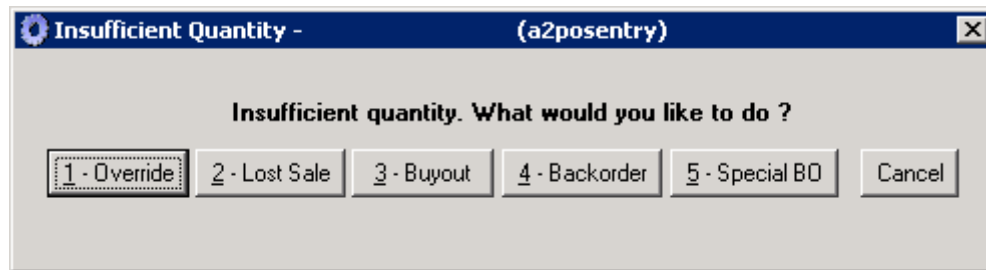 Insufficient Quantity - (a2posentry)
Insufficient quantity. What would you like to do ?
1 - Override 2 - Lost Sale 3 - Buyout 4 - Backorder 5 - Special BO Cancel